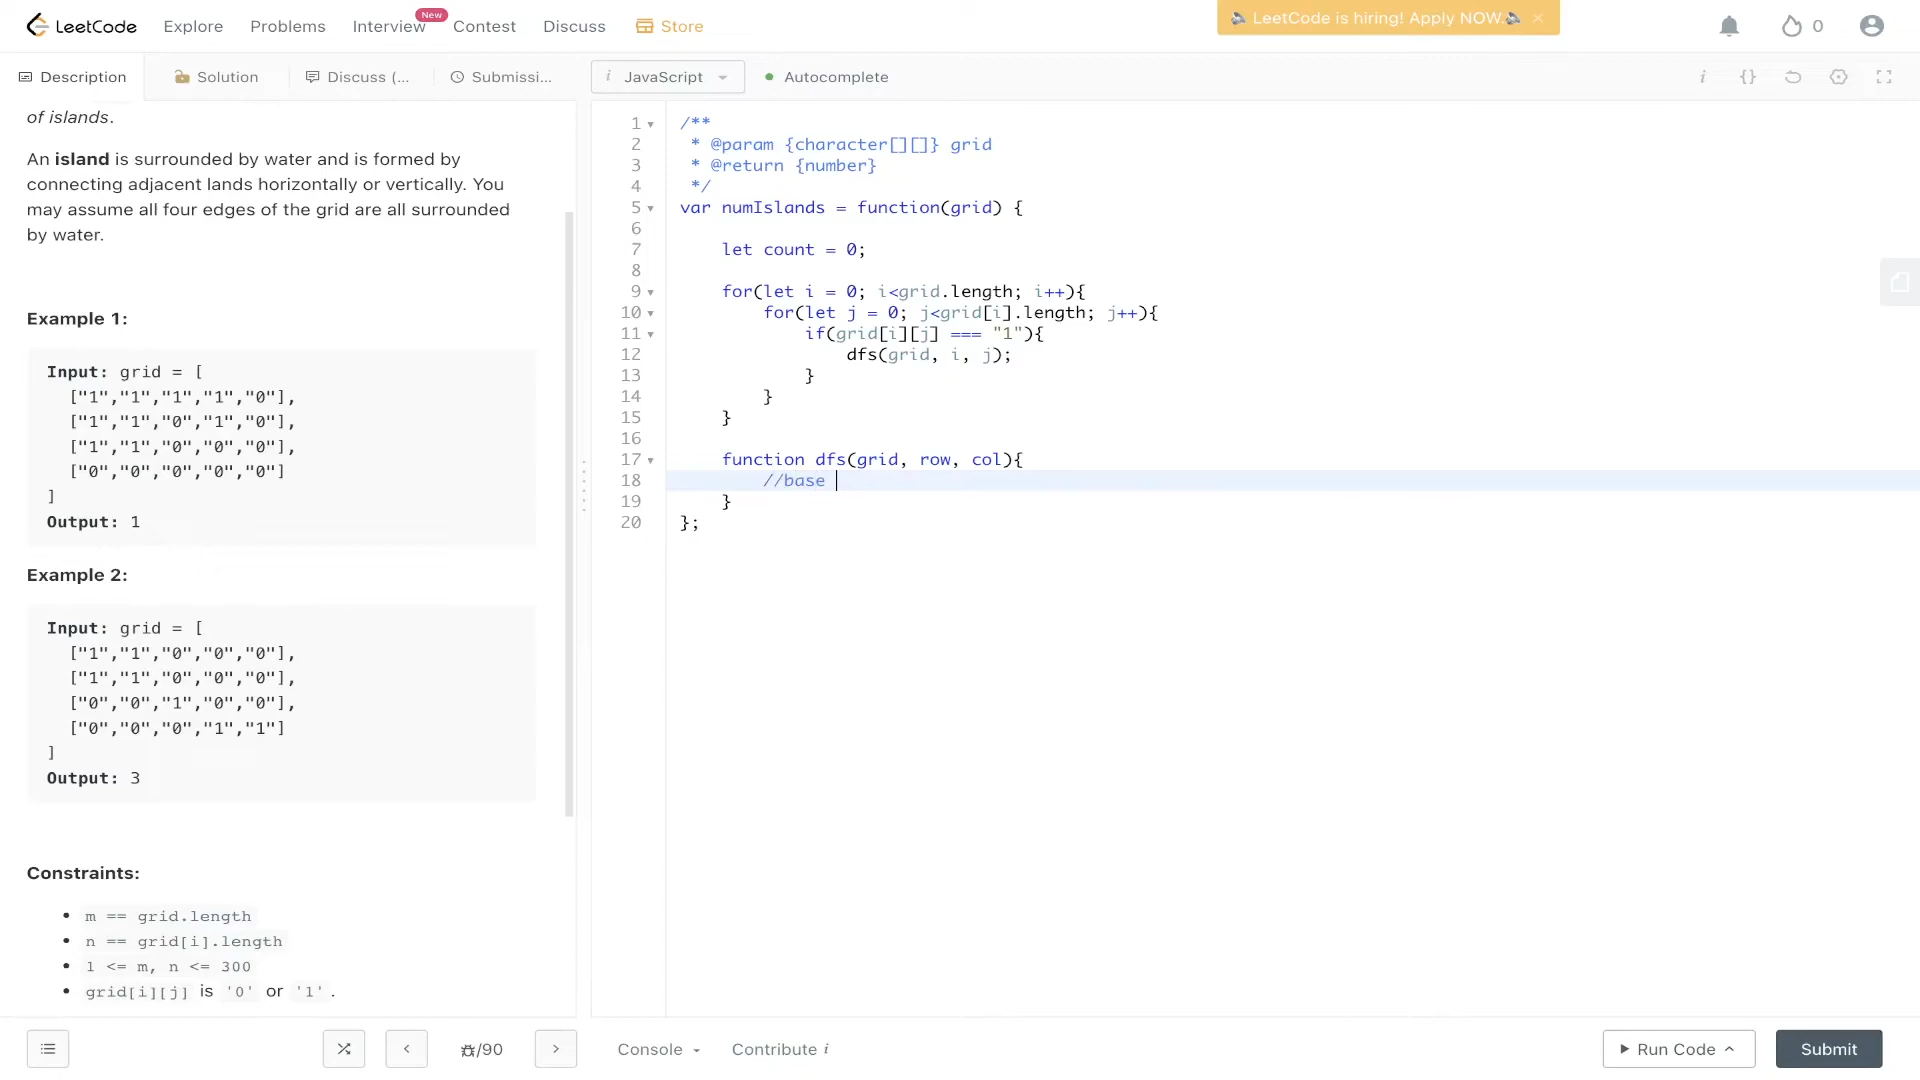 LeetCode
Explore
Problems
Interview
New
Contest
Discuss
Store
LeetCode is hiring! Apply NOW.
0
Description
Solution
Discuss (...
Submissi...
i
JavaScript
Autocomplete
i
{}
of islands.
An island is surrounded by water and is formed by
connecting adjacent lands horizontally or vertically. You
may assume all four edges of the grid are all surrounded
by water.
Example 1:
Input: grid = [
["1","1","1","1","0"],
["1","1","0","1","0"],
["1","1","0","0","0"],
["0","0","0","0","0"]
]
Output: 1
Example 2:
Input: grid = [
["1","1","0","0","0"],
["1","1","0","0","0"],
["0","0","1","0","0"],
["0","0","0","1","1"]
]
Output: 3
Constraints:
• m == grid.length
• n == grid[i].length
• 1 <= m, n <= 300
• grid[i][j] is '0' or '1'.
1 /**
2 * @param {character[][]} grid
3 * @return {number}
4 */
5 var numIslands = function(grid) {
6
7 let count = 0;
8
9 for(let i = 0; i<grid.length; i++){
10 for(let j = 0; j<grid[i].length; j++){
11 if(grid[i][j] === "1"){
12 dfs(grid, i, j);
13 }
14 }
15 }
16
17 function dfs(grid, row, col){
18 //base
19 }
20 };
/90
Console
Contribute i
Run Code
Submit